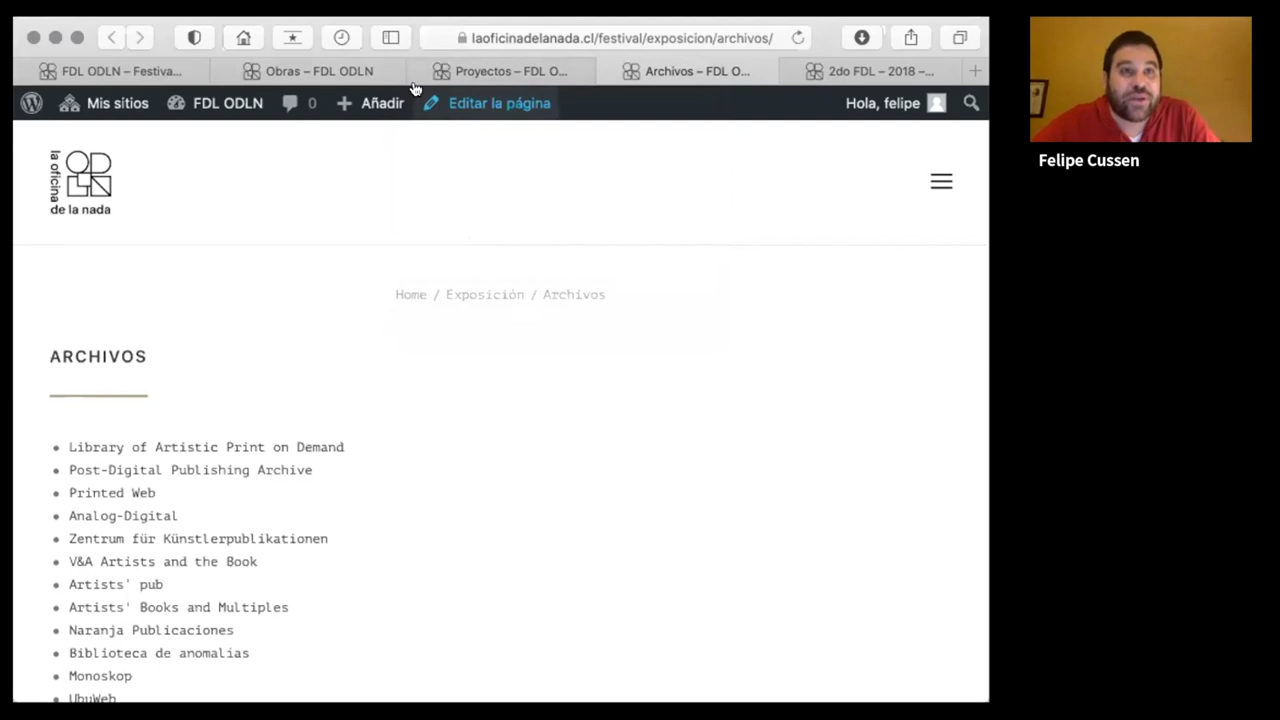 laoficinadelanada.cl/festival/exposicion/archivos/
FDL ODLN – Festiva...
Obras – FDL ODLN
Proyectos – FDL O...
Archivos – FDL O...
2do FDL – 2018 –...
Mis sitios
FDL ODLN
0
Añadir
Editar la página
Hola, felipe
la oficina
de la nada
Home / Exposición / Archivos
ARCHIVOS
Library of Artistic Print on Demand
Post-Digital Publishing Archive
Printed Web
Analog-Digital
Zentrum für Künstlerpublikationen
V&A Artists and the Book
Artists' pub
Artists' Books and Multiples
Naranja Publicaciones
Biblioteca de anomalías
Monoskop
UbuWeb
Felipe Cussen